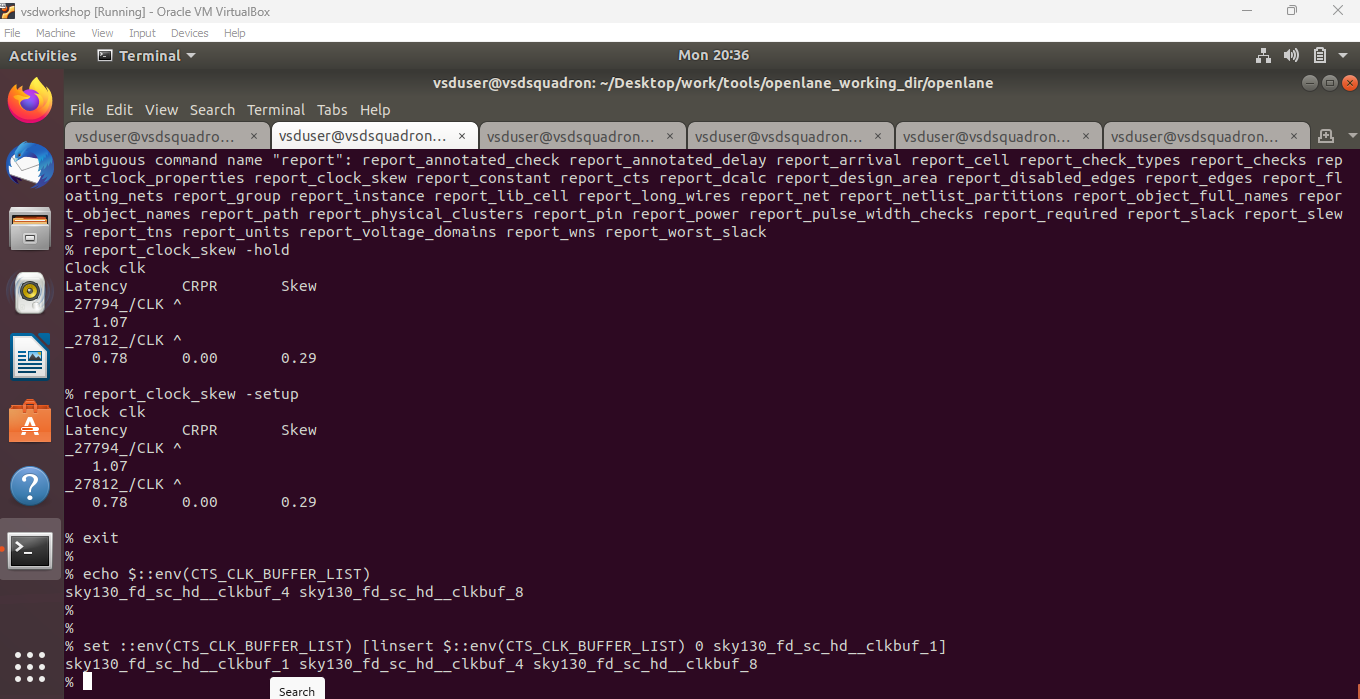 vsdworkshop [Running] - Oracle VM VirtualBox
File Machine View Input Devices Help
Activities Terminal Mon 20:36
vsduser@vsdsquadron: ~/Desktop/work/tools/openlane_working_dir/openlane
File Edit View Search Terminal Tabs Help
vsduser@vsdsquadro... × vsduser@vsdsquadron... × vsduser@vsdsquadron... × vsduser@vsdsquadron... × vsduser@vsdsquadron... × vsduser@vsdsquadron... ×
ambiguous command name "report": report_annotated_check report_annotated_delay report_arrival report_cell report_check_types report_checks rep
ort_clock_properties report_clock_skew report_constant report_cts report_dcalc report_design_area report_disabled_edges report_edges report_fl
oating_nets report_group report_instance report_lib_cell report_long_wires report_net report_netlist_partitions report_object_full_names repor
t_object_names report_path report_physical_clusters report_pin report_power report_pulse_width_checks report_required report_slack report_slew
s report_tns report_units report_voltage_domains report_wns report_worst_slack
% report_clock_skew -hold
Clock clk
Latency CRPR Skew
_27794_/CLK ^
1.07
_27812_/CLK ^
0.78 0.00 0.29
% report_clock_skew -setup
Clock clk
Latency CRPR Skew
_27794_/CLK ^
1.07
_27812_/CLK ^
0.78 0.00 0.29
% exit
%
% echo $::env(CTS_CLK_BUFFER_LIST)
sky130_fd_sc_hd__clkbuf_4 sky130_fd_sc_hd__clkbuf_8
%
%
% set ::env(CTS_CLK_BUFFER_LIST) [linsert $::env(CTS_CLK_BUFFER_LIST) 0 sky130_fd_sc_hd__clkbuf_1]
sky130_fd_sc_hd__clkbuf_1 sky130_fd_sc_hd__clkbuf_4 sky130_fd_sc_hd__clkbuf_8
%
Search